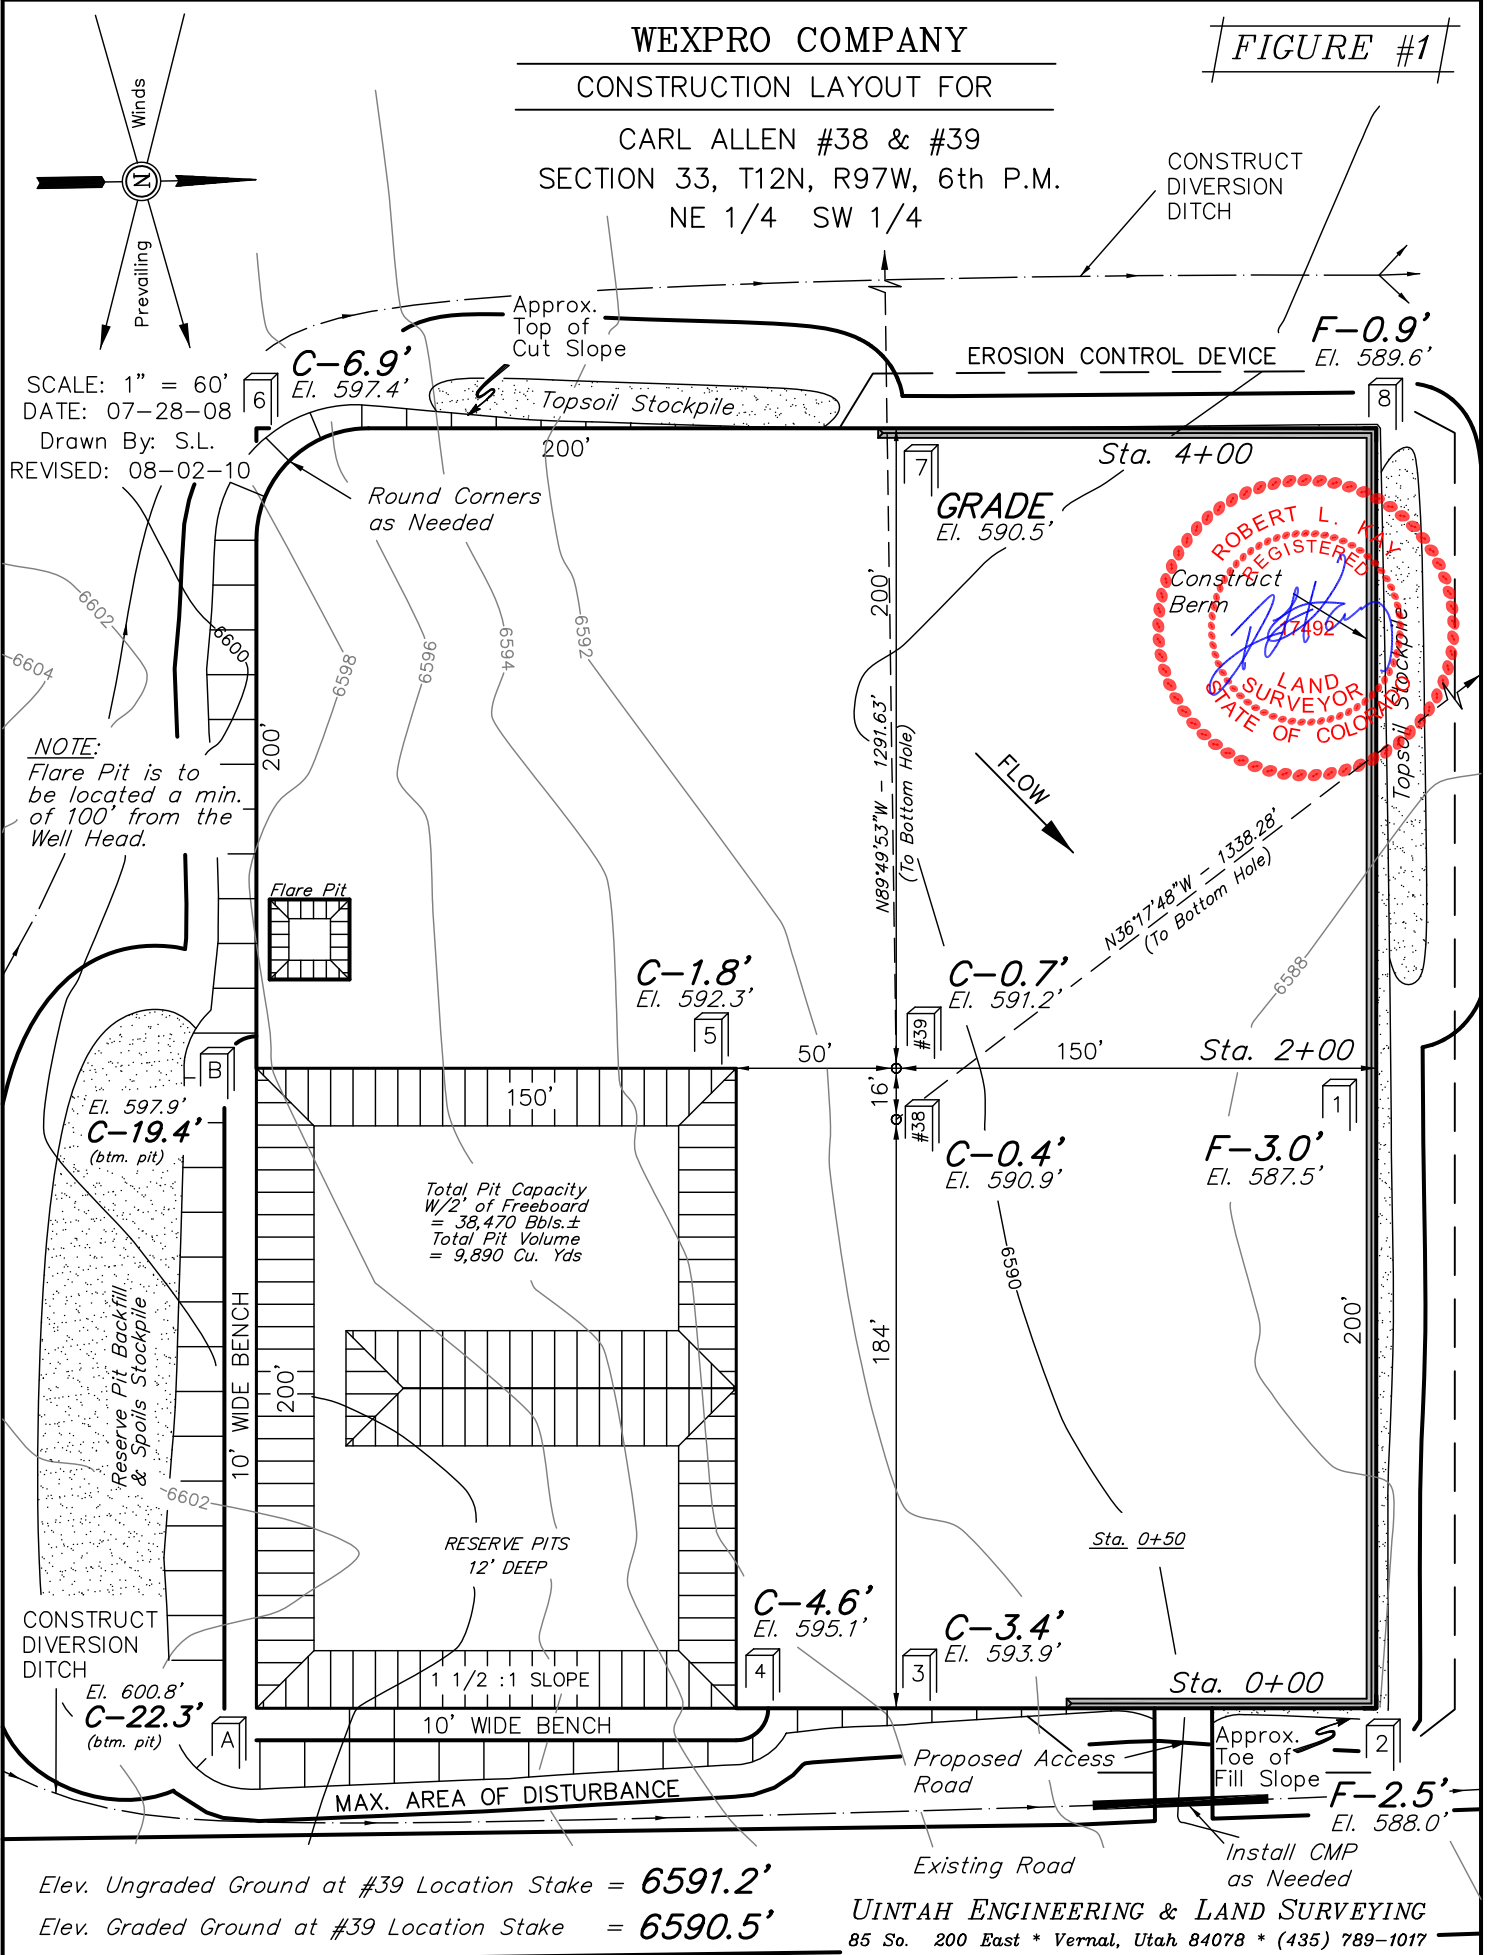 WEXPRO COMPANY
CONSTRUCTION LAYOUT FOR
CARL ALLEN #38 & #39
SECTION 33, T12N, R97W, 6th P.M.
NE 1/4 SW 1/4
FIGURE #1
Winds
N
Prevailing
SCALE: 1" = 60'
DATE: 07-28-08
Drawn By: S.L.
REVISED: 08-02-10
CONSTRUCT
DIVERSION
DITCH
Approx.
Top of
Cut Slope
C-6.9'
El. 597.4'
6
Topsoil Stockpile
EROSION CONTROL DEVICE
F-0.9'
El. 589.6'
8
200'
Round Corners
as Needed
7
Sta. 4+00
GRADE
El. 590.5'
ROBERT L. KAY
REGISTERED
17492
LAND
SURVEYOR
STATE OF COLORADO
Construct
Berm
Topsoil Stockpile
200'
6602
6604
6600
6598
6596
6594
6592
200'
NOTE:
Flare Pit is to
be located a min.
of 100' from the
Well Head.
N89°49'53"W - 1291.63'
(To Bottom Hole)
FLOW
N36°17'48"W - 1338.28'
(To Bottom Hole)
6588
Flare Pit
C-1.8'
El. 592.3'
5
C-0.7'
El. 591.2'
#39
50'
150'
Sta. 2+00
B
El. 597.9'
C-19.4'
(btm. pit)
150'
16'
#38
1
C-0.4'
El. 590.9'
F-3.0'
El. 587.5'
Total Pit Capacity
W/2' of Freeboard
= 38,470 Bbls.±
Total Pit Volume
= 9,890 Cu. Yds
6590
Reserve Pit Backfill
& Spoils Stockpile
10' WIDE BENCH
200'
184'
200'
6602
RESERVE PITS
12' DEEP
Sta. 0+50
CONSTRUCT
DIVERSION
DITCH
C-4.6'
El. 595.1'
4
C-3.4'
El. 593.9'
3
1 1/2 :1 SLOPE
Sta. 0+00
El. 600.8'
C-22.3'
(btm. pit)
A
10' WIDE BENCH
Proposed Access
Road
Approx.
Toe of
Fill Slope
2
MAX. AREA OF DISTURBANCE
F-2.5'
El. 588.0'
Existing Road
Install CMP
as Needed
Elev. Ungraded Ground at #39 Location Stake = 6591.2'
Elev. Graded Ground at #39 Location Stake = 6590.5'
UINTAH ENGINEERING & LAND SURVEYING
85 So. 200 East * Vernal, Utah 84078 * (435) 789-1017